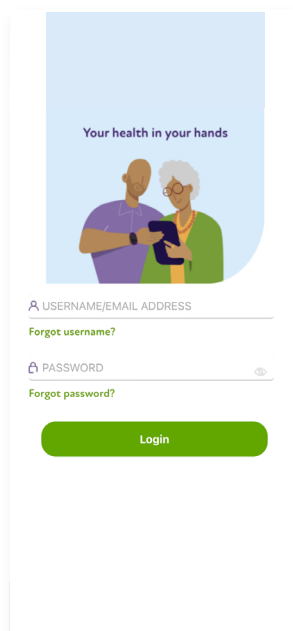 Your health in your hands
USERNAME/EMAIL ADDRESS
Forgot username?
PASSWORD
Forgot password?
Login